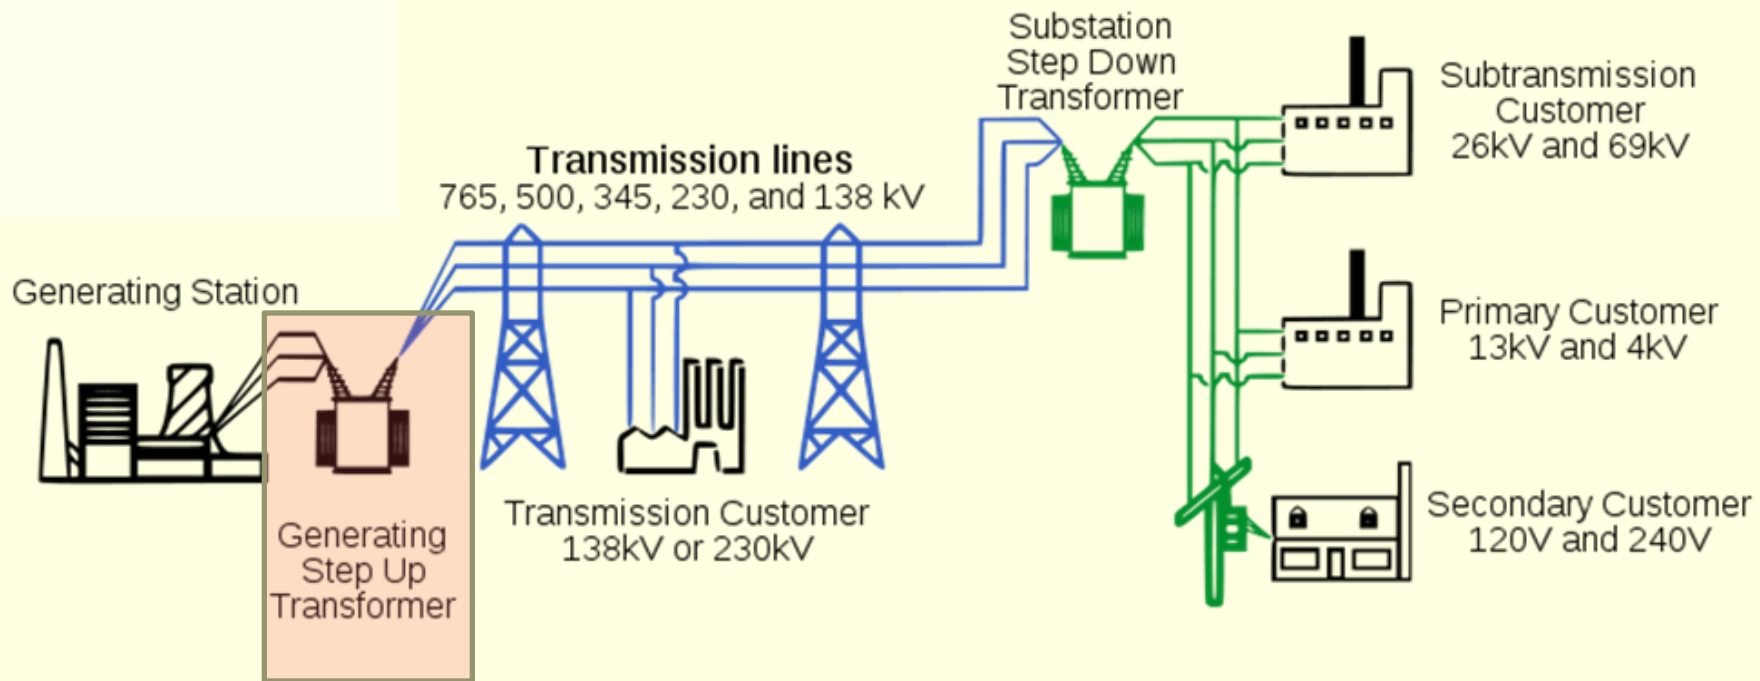 Substation
Step Down
Transformer
Subtransmission
Customer
26kV and 69kV
Transmission lines
765, 500, 345, 230, and 138 kV
Generating Station
Primary Customer
13kV and 4kV
Generating
Step Up
Transformer
Transmission Customer
138kV or 230kV
Secondary Customer
120V and 240V